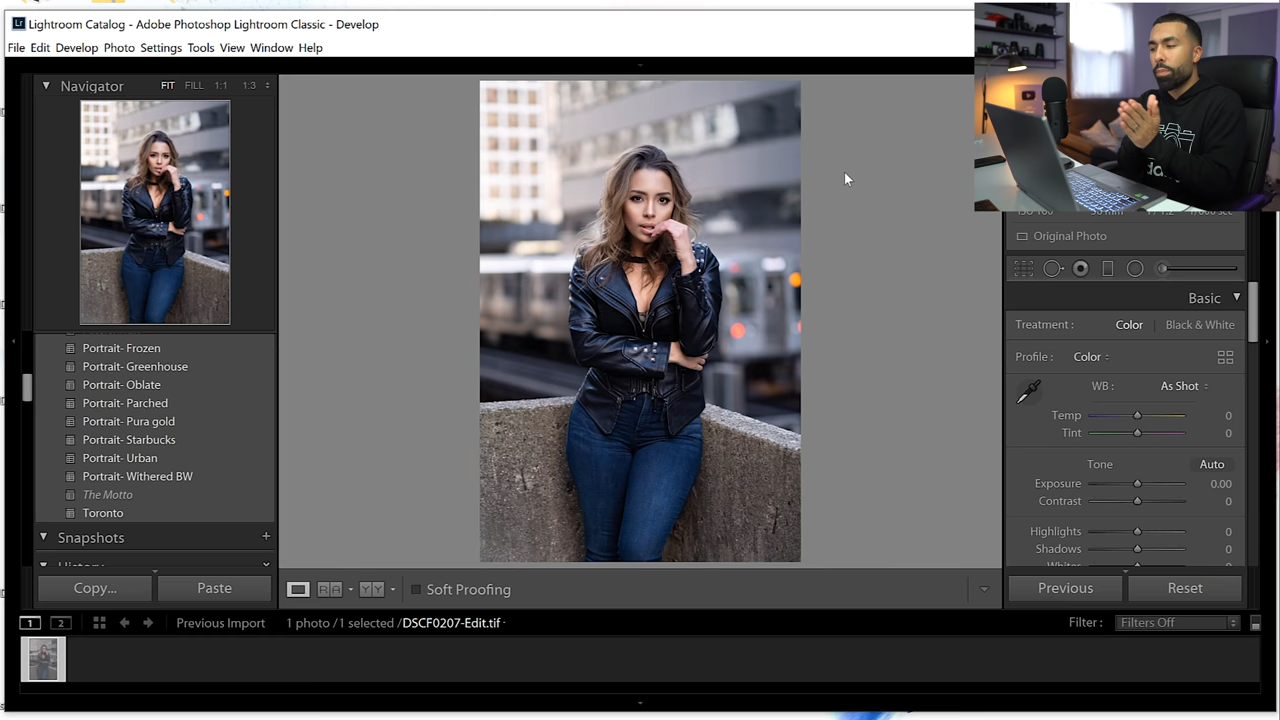 Lr Lightroom Catalog - Adobe Photoshop Lightroom Classic - Develop
File Edit Develop Photo Settings Tools View Window Help
Navigator FIT FILL 1:1 1:3
Portrait- Frozen
Portrait- Greenhouse
Portrait- Oblate
Portrait- Parched
Portrait- Pura gold
Portrait- Starbucks
Portrait- Urban
Portrait- Withered BW
The Motto
Toronto
Snapshots +
Copy... Paste
Soft Proofing
Original Photo
Basic
Treatment : Color Black & White
Profile : Color
WB : As Shot
Temp 0
Tint 0
Tone Auto
Exposure 0.00
Contrast 0
Highlights 0
Shadows 0
Previous Reset
1 2 Previous Import 1 photo / 1 selected / DSCF0207-Edit.tif Filter : Filters Off